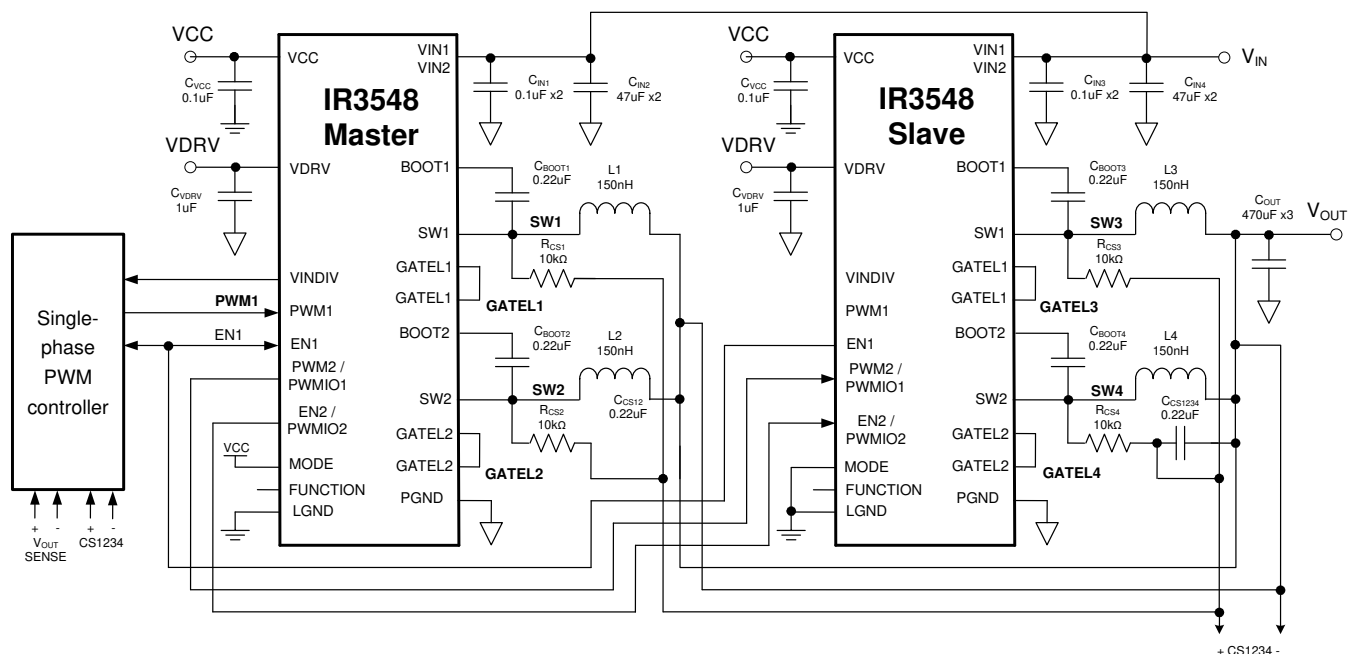 VCC
C_VCC
0.1uF
VDRV
C_VDRV
1uF
Single-
phase
PWM
controller
PWM1
EN1
+
-
+
-
V_OUT
SENSE
CS1234
IR3548
Master
VCC
VIN1
VIN2
VDRV
BOOT1
SW1
VINDIV
GATEL1
PWM1
GATEL1
EN1
BOOT2
PWM2 /
PWMIO1
SW2
EN2 /
PWMIO2
GATEL2
VCC
MODE
GATEL2
FUNCTION
PGND
LGND
C_IN1
0.1uF x2
C_IN2
47uF x2
C_BOOT1
0.22uF
L1
150nH
SW1
R_CS1
10kΩ
GATEL1
C_BOOT2
0.22uF
L2
150nH
SW2
C_CS12
0.22uF
R_CS2
10kΩ
GATEL2
VCC
C_VCC
0.1uF
VDRV
C_VDRV
1uF
IR3548
Slave
VCC
VIN1
VIN2
VDRV
BOOT1
SW1
VINDIV
GATEL1
PWM1
GATEL1
EN1
BOOT2
PWM2 /
PWMIO1
SW2
EN2 /
PWMIO2
GATEL2
MODE
GATEL2
FUNCTION
PGND
LGND
V_IN
C_IN3
0.1uF x2
C_IN4
47uF x2
C_BOOT3
0.22uF
L3
150nH
SW3
R_CS3
10kΩ
GATEL3
C_OUT
470uF x3
V_OUT
C_BOOT4
0.22uF
L4
150nH
SW4
C_CS1234
0.22uF
R_CS4
10kΩ
GATEL4
+ CS1234 -